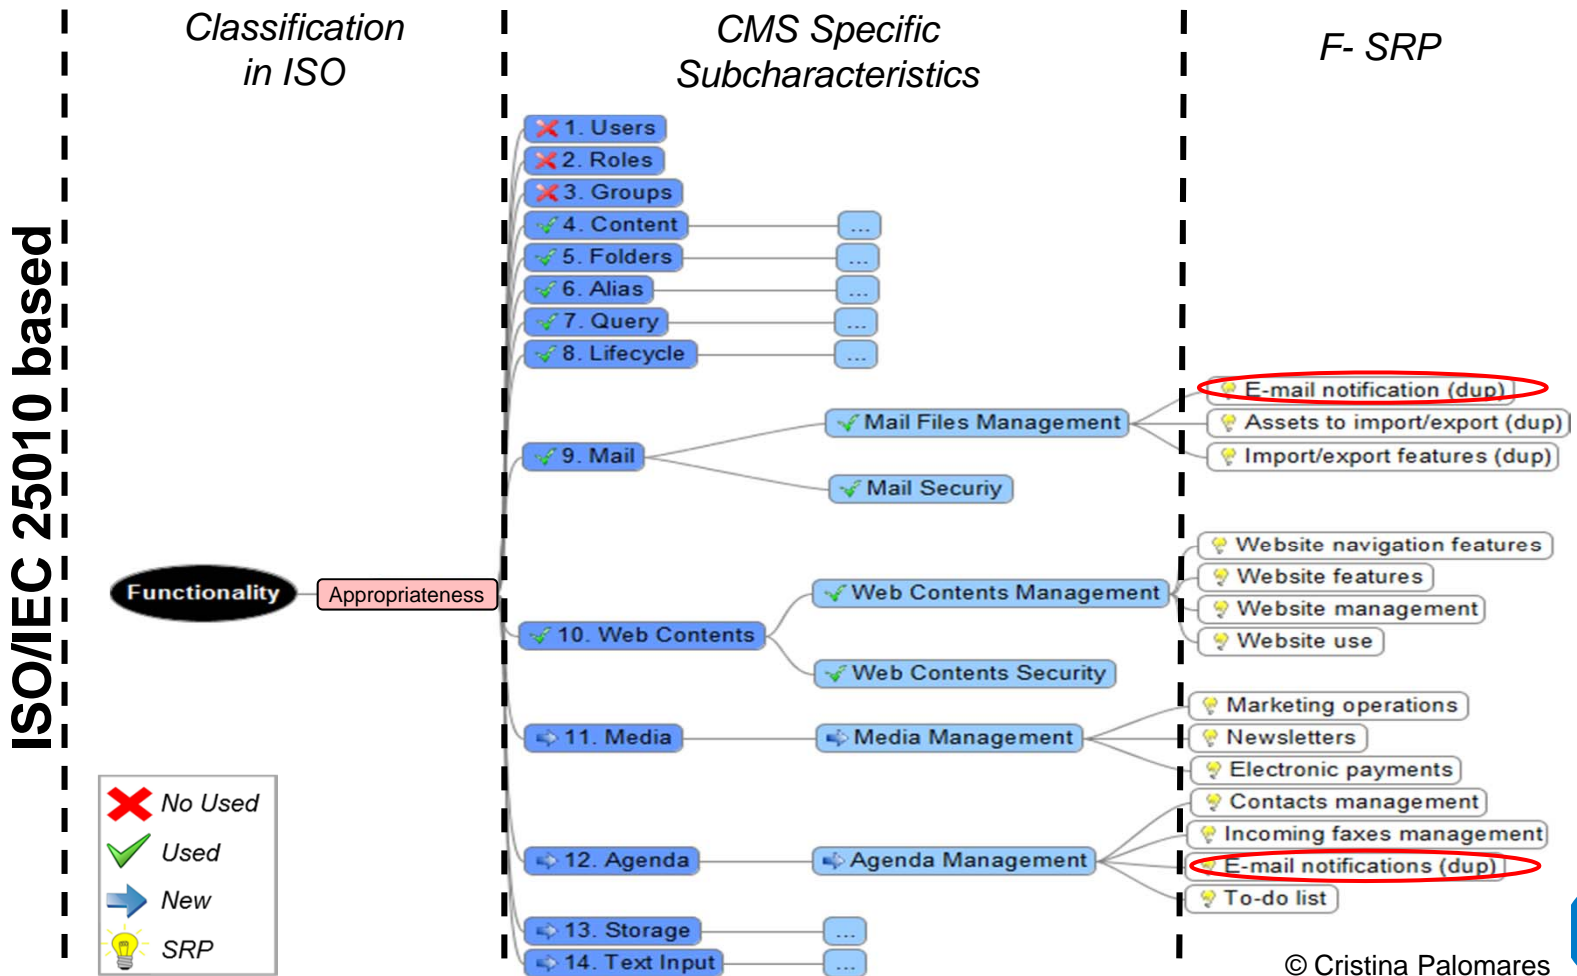 Classification
in ISO
CMS Specific
Subcharacteristics
F- SRP
ISO/IEC 25010 based
Functionality
Appropriateness
1. Users
2. Roles
3. Groups
4. Content
...
5. Folders
...
6. Alias
...
7. Query
...
8. Lifecycle
...
9. Mail
Mail Files Management
E-mail notification (dup)
Assets to import/export (dup)
Import/export features (dup)
Mail Securiy
10. Web Contents
Web Contents Management
Website navigation features
Website features
Website management
Website use
Web Contents Security
11. Media
Media Management
Marketing operations
Newsletters
Electronic payments
12. Agenda
Agenda Management
Contacts management
Incoming faxes management
E-mail notifications (dup)
To-do list
13. Storage
...
14. Text Input
...
No Used
Used
New
SRP
© Cristina Palomares